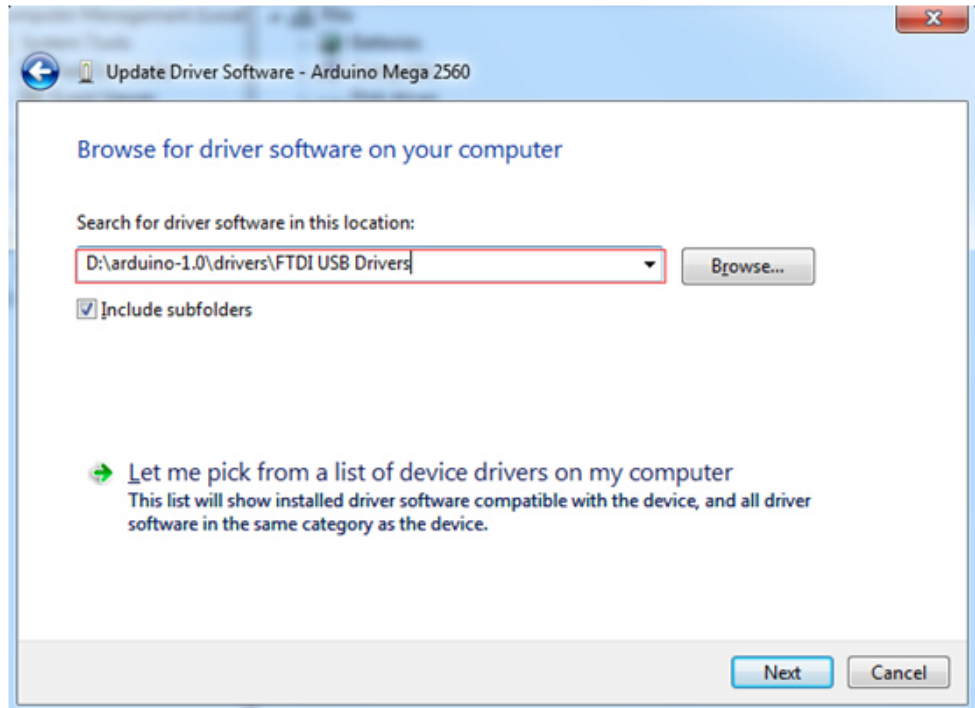 Update Driver Software - Arduino Mega 2560
Browse for driver software on your computer
Search for driver software in this location:
D:\arduino-1.0\drivers\FTDI USB Drivers
Browse...
Include subfolders
Let me pick from a list of device drivers on my computer
This list will show installed driver software compatible with the device, and all driver
software in the same category as the device.
Next
Cancel